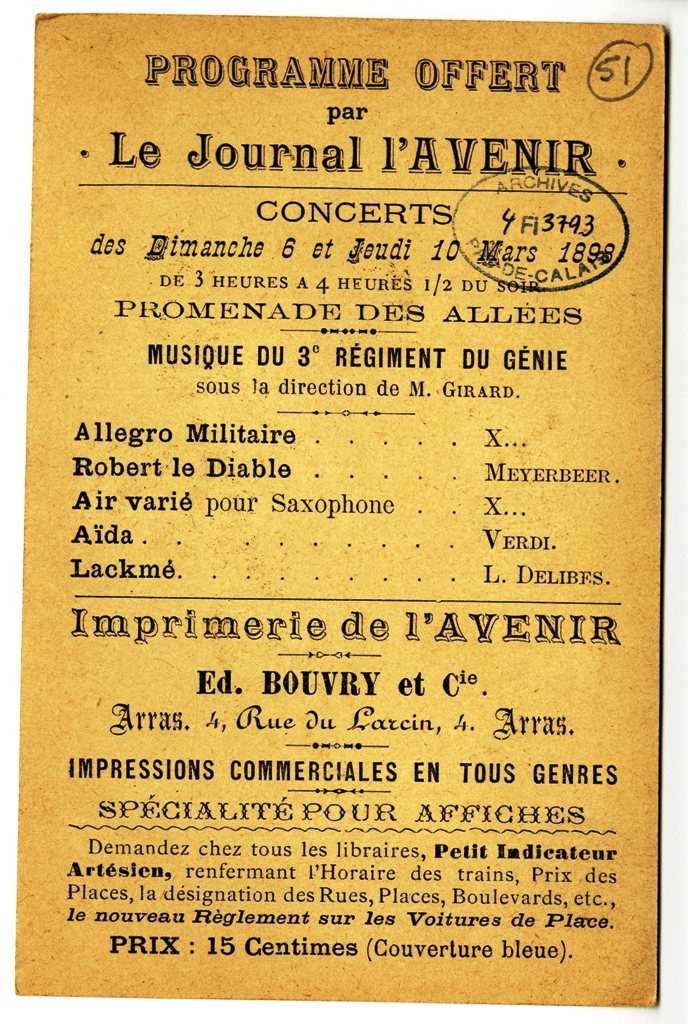 PROGRAMME OFFERT
51
par
· Le Journal l'AVENIR ·
ARCHIVES
4 Fi 3793
PAS-DE-CALAIS
CONCERTS
des Dimanche 6 et Jeudi 10 Mars 1898
DE 3 HEURES A 4 HEURES 1/2 DU SOIR
PROMENADE DES ALLÉES
MUSIQUE DU 3e RÉGIMENT DU GÉNIE
sous la direction de M. GIRARD.
Allegro Militaire . . . . . X...
Robert le Diable . . . . . MEYERBEER.
Air varié pour Saxophone . . X...
Aïda . . . . . . . . . VERDI.
Lackmé. . . . . . . . . L. DELIBES.
Imprimerie de l'AVENIR
Ed. BOUVRY et Cie.
Arras. 4, Rue du Larcin, 4. Arras.
IMPRESSIONS COMMERCIALES EN TOUS GENRES
SPÉCIALITÉ POUR AFFICHES
Demandez chez tous les libraires, Petit Indicateur
Artésien, renfermant l'Horaire des trains, Prix des
Places, la désignation des Rues, Places, Boulevards, etc.,
le nouveau Règlement sur les Voitures de Place.
PRIX : 15 Centimes (Couverture bleue).